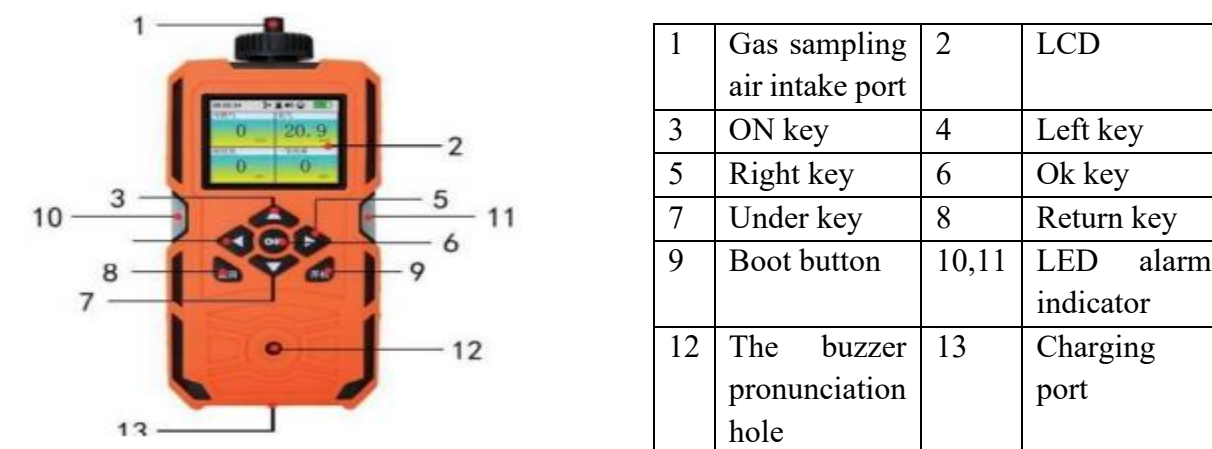 1
2
3
5
10
11
6
8
9
7
12
13
0
20.9
0
0
OK
1 Gas sampling 2 LCD
air intake port
3 ON key 4 Left key
5 Right key 6 Ok key
7 Under key 8 Return key
9 Boot button 10,11 LED alarm
indicator
12 The buzzer 13 Charging
pronunciation port
hole